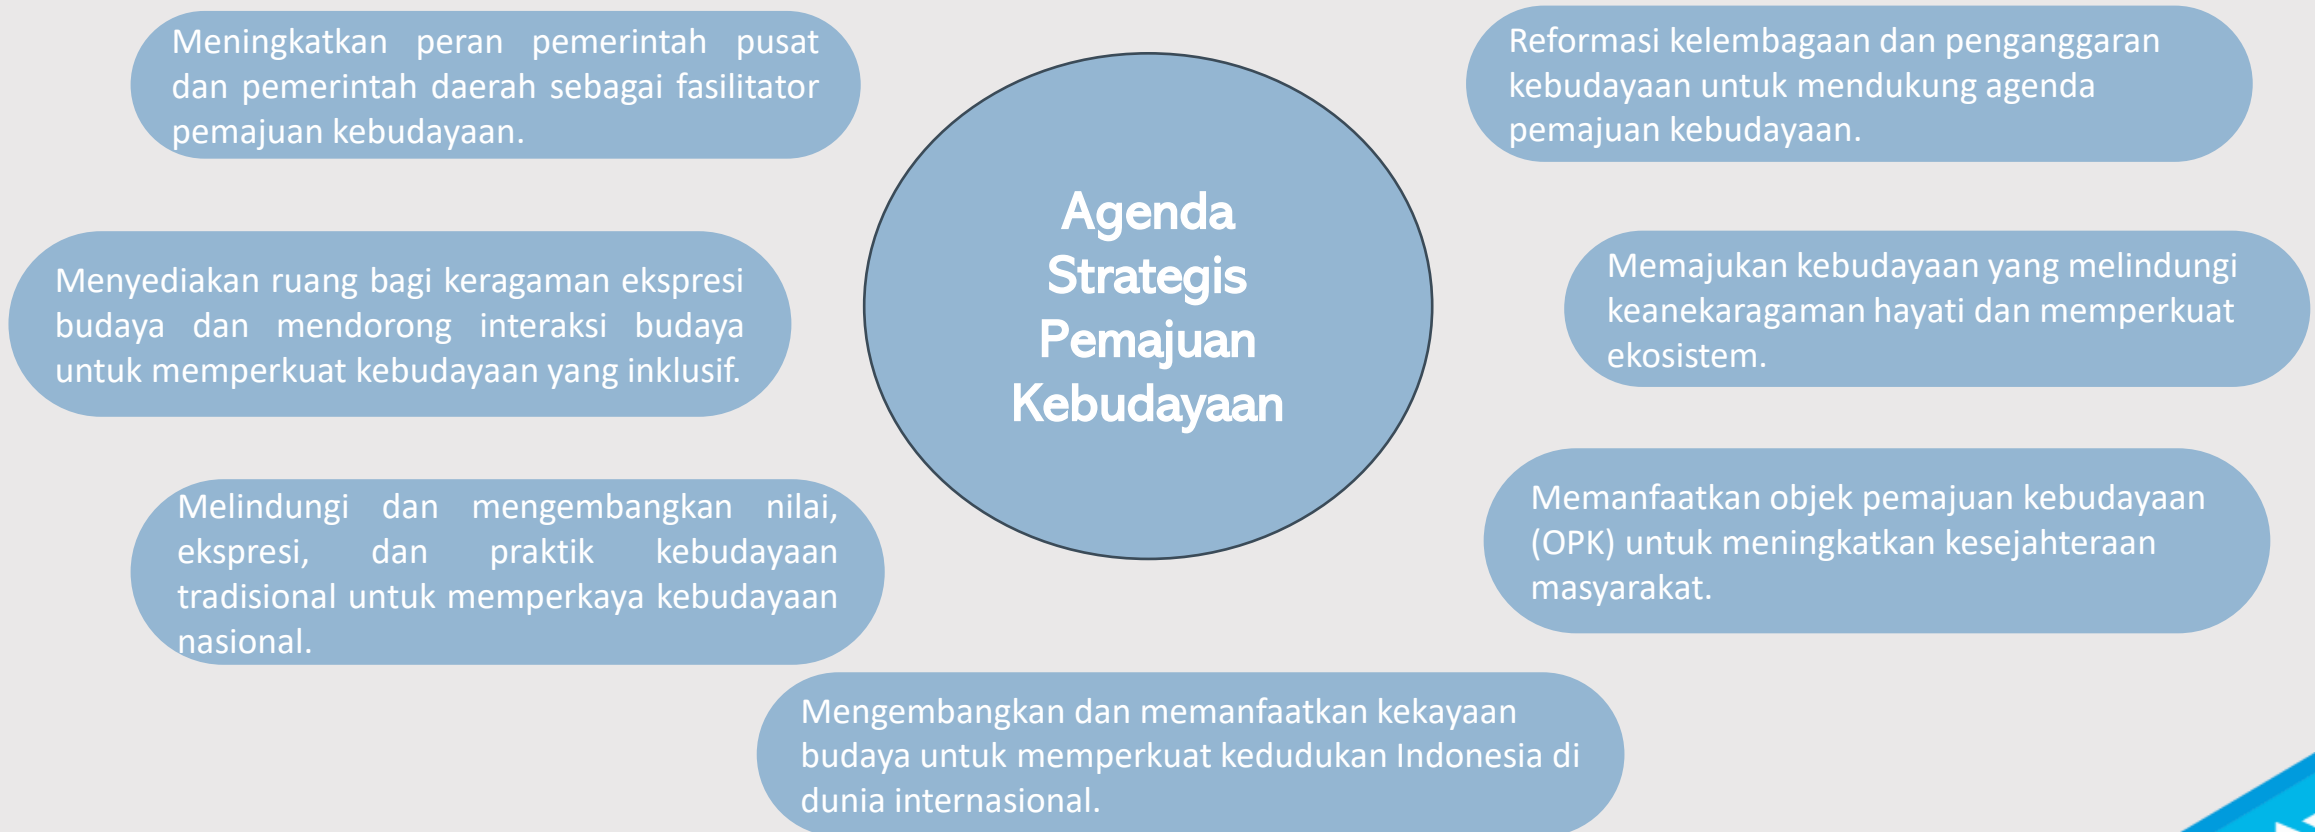 Meningkatkan peran pemerintah pusat
dan pemerintah daerah sebagai fasilitator
pemajuan kebudayaan.
Reformasi kelembagaan dan penganggaran
kebudayaan untuk mendukung agenda
pemajuan kebudayaan.
Agenda
Strategis
Pemajuan
Kebudayaan
Menyediakan ruang bagi keragaman ekspresi
budaya dan mendorong interaksi budaya
untuk memperkuat kebudayaan yang inklusif.
Memajukan kebudayaan yang melindungi
keanekaragaman hayati dan memperkuat
ekosistem.
Melindungi dan mengembangkan nilai,
ekspresi, dan praktik kebudayaan
tradisional untuk memperkaya kebudayaan
nasional.
Memanfaatkan objek pemajuan kebudayaan
(OPK) untuk meningkatkan kesejahteraan
masyarakat.
Mengembangkan dan memanfaatkan kekayaan
budaya untuk memperkuat kedudukan Indonesia di
dunia internasional.